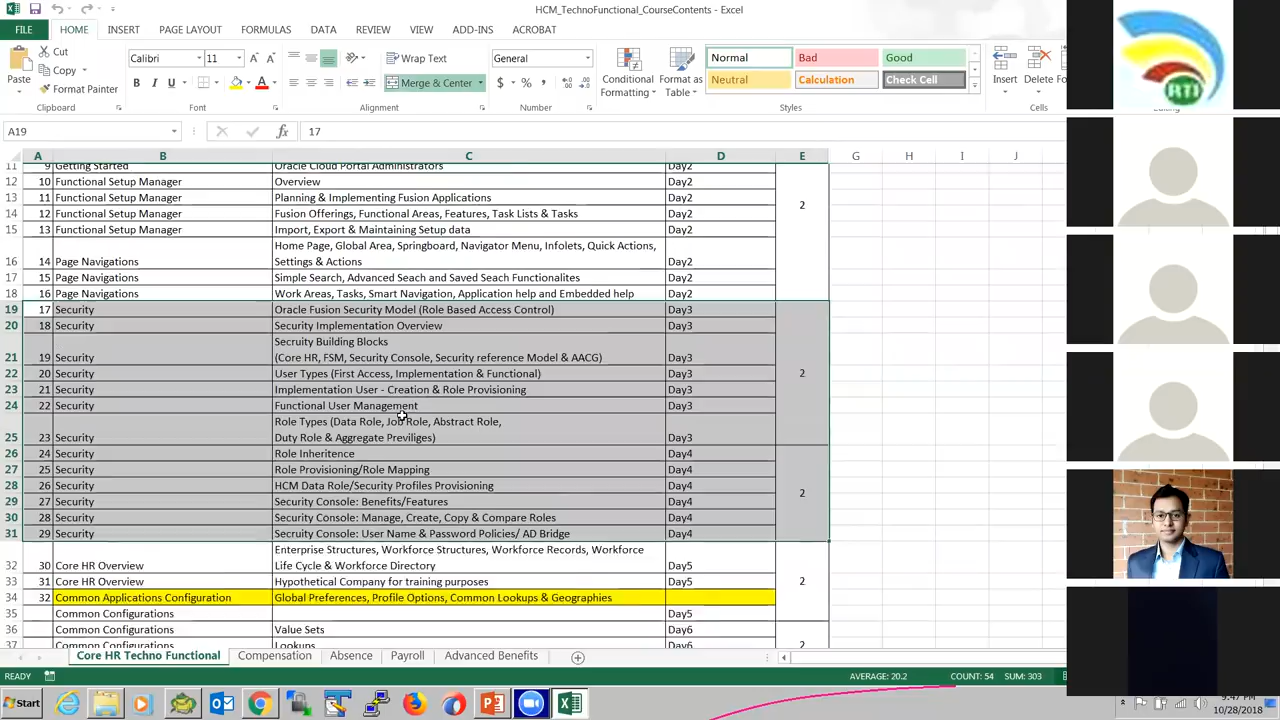 HCM_TechnoFunctional_CourseContents - Excel
FILE HOME INSERT PAGE LAYOUT FORMULAS DATA REVIEW VIEW ADD-INS ACROBAT
Cut
Copy
Format Painter
Paste
Calibri 11
B I U
Wrap Text
Merge & Center
General
$ % ,
Conditional Formatting
Format as Table
Normal Bad Good
Neutral Calculation Check Cell
Insert Delete
Clipboard Font Alignment Number Styles Cells
A19 fx 17
A B C D E G H I J
11 9 Getting Started Oracle Cloud Portal Administrators Day2
12 10 Functional Setup Manager Overview Day2
13 11 Functional Setup Manager Planning & Implementing Fusion Applications Day2
2
14 12 Functional Setup Manager Fusion Offerings, Functional Areas, Features, Task Lists & Tasks Day2
15 13 Functional Setup Manager Import, Export & Maintaining Setup data Day2
Home Page, Global Area, Springboard, Navigator Menu, Infolets, Quick Actions,
16 14 Page Navigations Settings & Actions Day2
17 15 Page Navigations Simple Search, Advanced Seach and Saved Seach Functionalites Day2
18 16 Page Navigations Work Areas, Tasks, Smart Navigation, Application help and Embedded help Day2
19 17 Security Oracle Fusion Security Model (Role Based Access Control) Day3
20 18 Security Security Implementation Overview Day3
Secruity Building Blocks
21 19 Security (Core HR, FSM, Security Console, Security reference Model & AACG) Day3
22 20 Security User Types (First Access, Implementation & Functional) Day3 2
23 21 Security Implementation User - Creation & Role Provisioning Day3
24 22 Security Functional User Management Day3
Role Types (Data Role, Job Role, Abstract Role,
25 23 Security Duty Role & Aggregate Previliges) Day3
26 24 Security Role Inheritence Day4
27 25 Security Role Provisioning/Role Mapping Day4
28 26 Security HCM Data Role/Security Profiles Provisioning Day4 2
29 27 Security Security Console: Benefits/Features Day4
30 28 Security Security Console: Manage, Create, Copy & Compare Roles Day4
31 29 Security Security Console: User Name & Password Policies/ AD Bridge Day4
Enterprise Structures, Workforce Structures, Workforce Records, Workforce
32 30 Core HR Overview Life Cycle & Workforce Directory Day5
33 31 Core HR Overview Hypothetical Company for training purposes Day5 2
34 32 Common Applications Configuration Global Preferences, Profile Options, Common Lookups & Geographies
35 Common Configurations Day5
36 Common Configurations Value Sets Day6
37 Common Configurations Lookups Day6 2
Core HR Techno Functional Compensation Absence Payroll Advanced Benefits
READY AVERAGE: 20.2 COUNT: 54 SUM: 303
Start
9:47 PM
10/28/2018
RTI